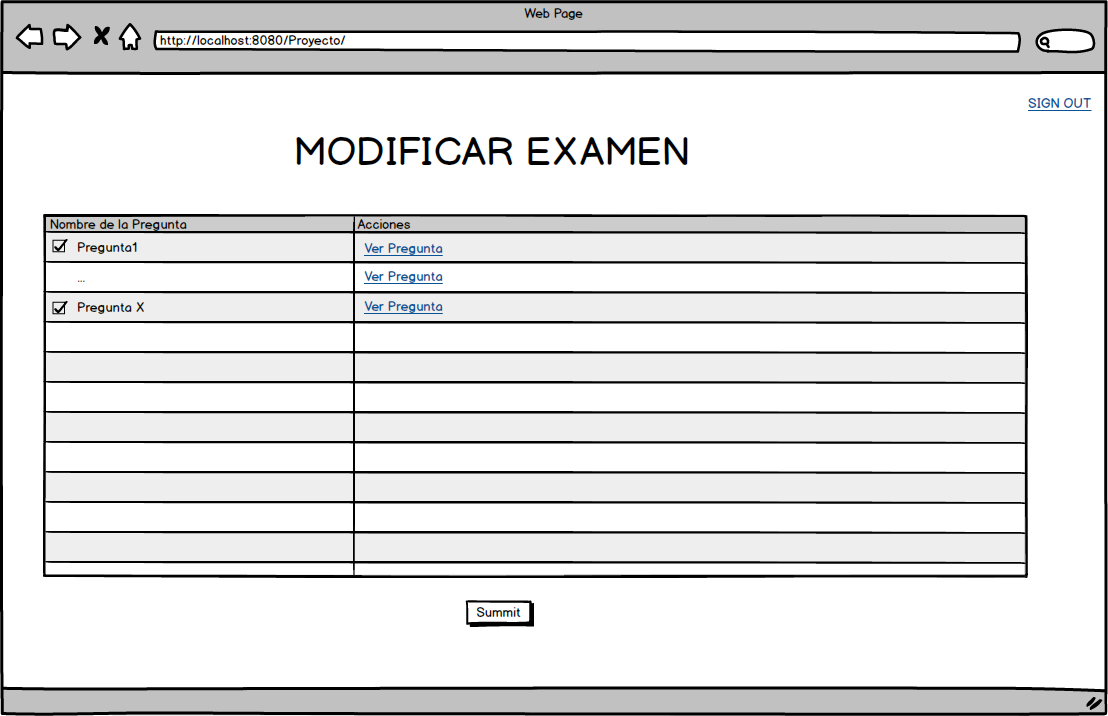 Web Page
http://localhost:8080/Proyecto/
SIGN OUT
MODIFICAR EXAMEN
Nombre de la Pregunta Acciones
Pregunta1 Ver Pregunta
... Ver Pregunta
Pregunta X Ver Pregunta
Summit